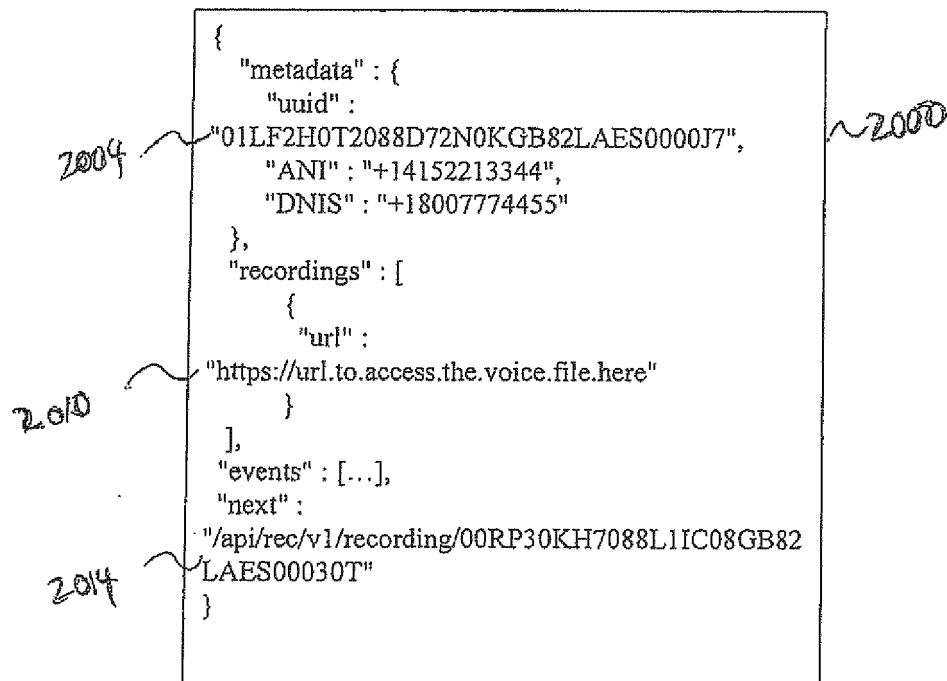 {
"metadata" : {
"uuid" :
2004 "01LF2H0T2088D72N0KGB82LAES0000J7", 2000
"ANI" : "+14152213344",
"DNIS" : "+18007774455"
},
"recordings" : [
{
"url" :
2010 "https://url.to.access.the.voice.file.here"
}
],
"events" : [...],
"next" :
"/api/rec/v1/recording/00RP30KH7088L1IC08GB82
2014 LAES00030T"
}